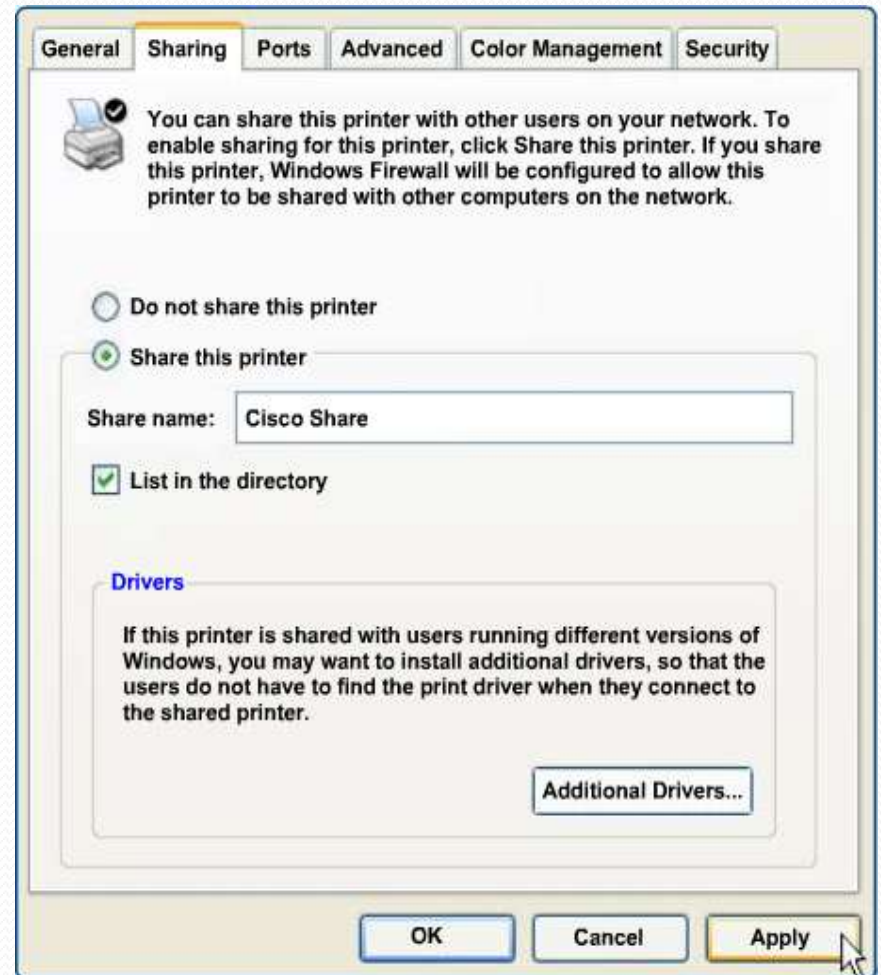 General Sharing Ports Advanced Color Management Security
You can share this printer with other users on your network. To
enable sharing for this printer, click Share this printer. If you share
this printer, Windows Firewall will be configured to allow this
printer to be shared with other computers on the network.
Do not share this printer
Share this printer
Share name: Cisco Share
List in the directory
Drivers
If this printer is shared with users running different versions of
Windows, you may want to install additional drivers, so that the
users do not have to find the print driver when they connect to
the shared printer.
Additional Drivers...
OK Cancel Apply